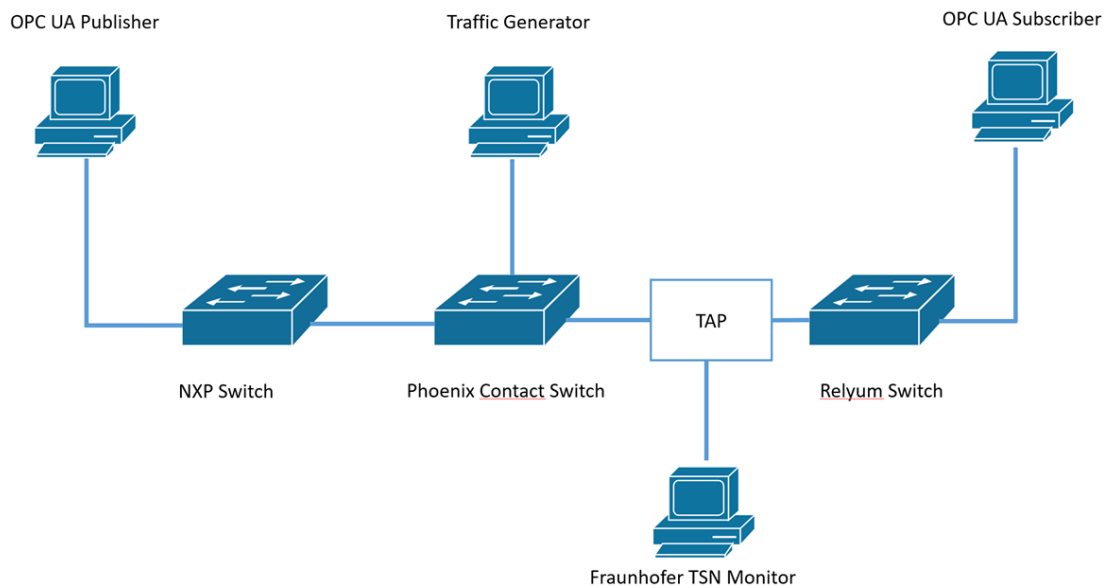 OPC UA Publisher
Traffic Generator
OPC UA Subscriber
TAP
NXP Switch
Phoenix Contact Switch
Relyum Switch
Fraunhofer TSN Monitor